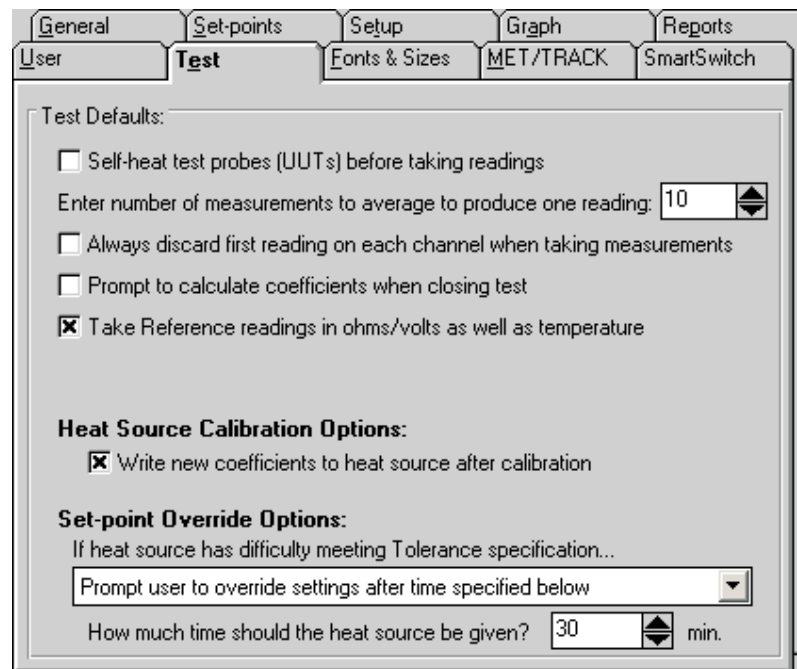 General Set-points Setup Graph Reports
User Test Fonts & Sizes MET/TRACK SmartSwitch
Test Defaults:
Self-heat test probes (UUTs) before taking readings
Enter number of measurements to average to produce one reading: 10
Always discard first reading on each channel when taking measurements
Prompt to calculate coefficients when closing test
Take Reference readings in ohms/volts as well as temperature
Heat Source Calibration Options:
Write new coefficients to heat source after calibration
Set-point Override Options:
If heat source has difficulty meeting Tolerance specification...
Prompt user to override settings after time specified below
How much time should the heat source be given? 30 min.